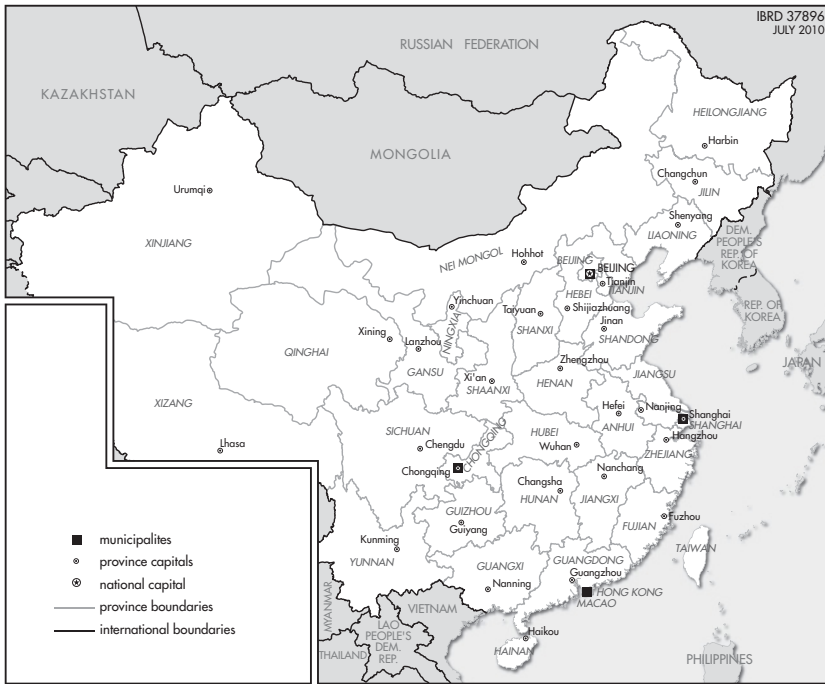 IBRD 37896
JULY 2010
RUSSIAN FEDERATION
KAZAKHSTAN
MONGOLIA
HEILONGJIANG
Harbin
Changchun
JILIN
Urumqi
Shenyang
LIAONING
DEM.
PEOPLE'S
REP. OF
KOREA
XINJIANG
NEI MONGOL
Hohhot
BEIJING
BEIJING
Tianjin
TIANJIN
HEBEI
Yinchuan
NINGXIA
Taiyuan
Shijiazhuang
REP. OF
KOREA
SHANXI
Jinan
SHANDONG
Xining
Lanzhou
QINGHAI
GANSU
Zhengzhou
JAPAN
Xi'an
SHAANXI
HENAN
JIANGSU
XIZANG
Hefei
Nanjing
Shanghai
SHANGHAI
ANHUI
SICHUAN
HUBEI
Hangzhou
Lhasa
Chengdu
CHONGQING
Wuhan
ZHEJIANG
Chongqing
Changsha
Nanchang
HUNAN
JIANGXI
GUIZHOU
Guiyang
Fuzhou
FUJIAN
Kunming
YUNNAN
TAIWAN
GUANGXI
GUANGDONG
Guangzhou
Nanning
HONG KONG
MACAO
MYANMAR
VIETNAM
LAO
PEOPLE'S
DEM.
REP.
Haikou
HAINAN
THAILAND
PHILIPPINES
municipalites
province capitals
national capital
province boundaries
international boundaries